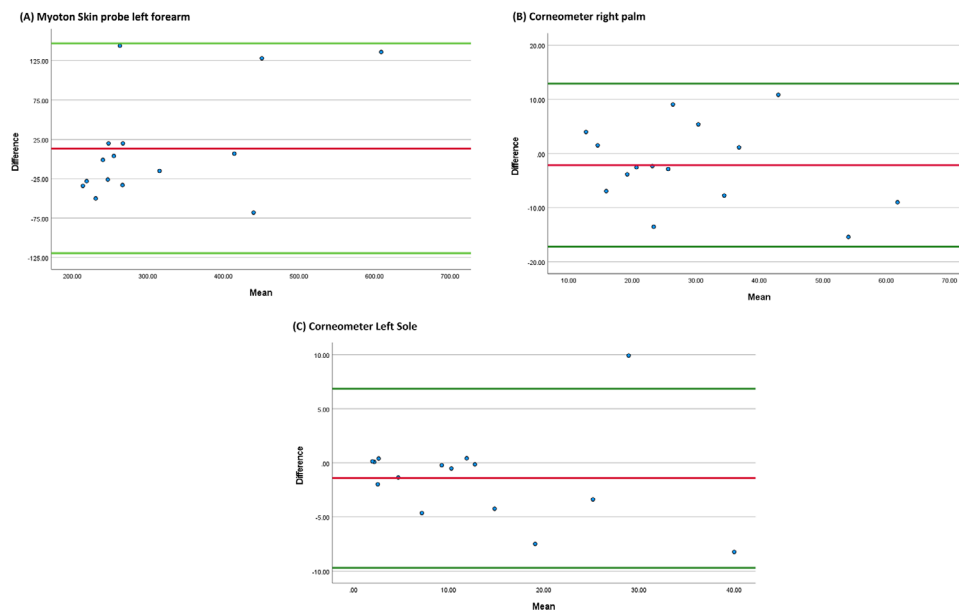 (A) Myoton Skin probe left forearm
Difference
125.00
75.00
25.00
-25.00
-75.00
-125.00
200.00 300.00 400.00 500.00 600.00 700.00
Mean
(B) Corneometer right palm
Difference
20.00
10.00
.00
-10.00
-20.00
10.00 20.00 30.00 40.00 50.00 60.00 70.00
Mean
(C) Corneometer Left Sole
Difference
10.00
5.00
.00
-5.00
-10.00
.00 10.00 20.00 30.00 40.00
Mean